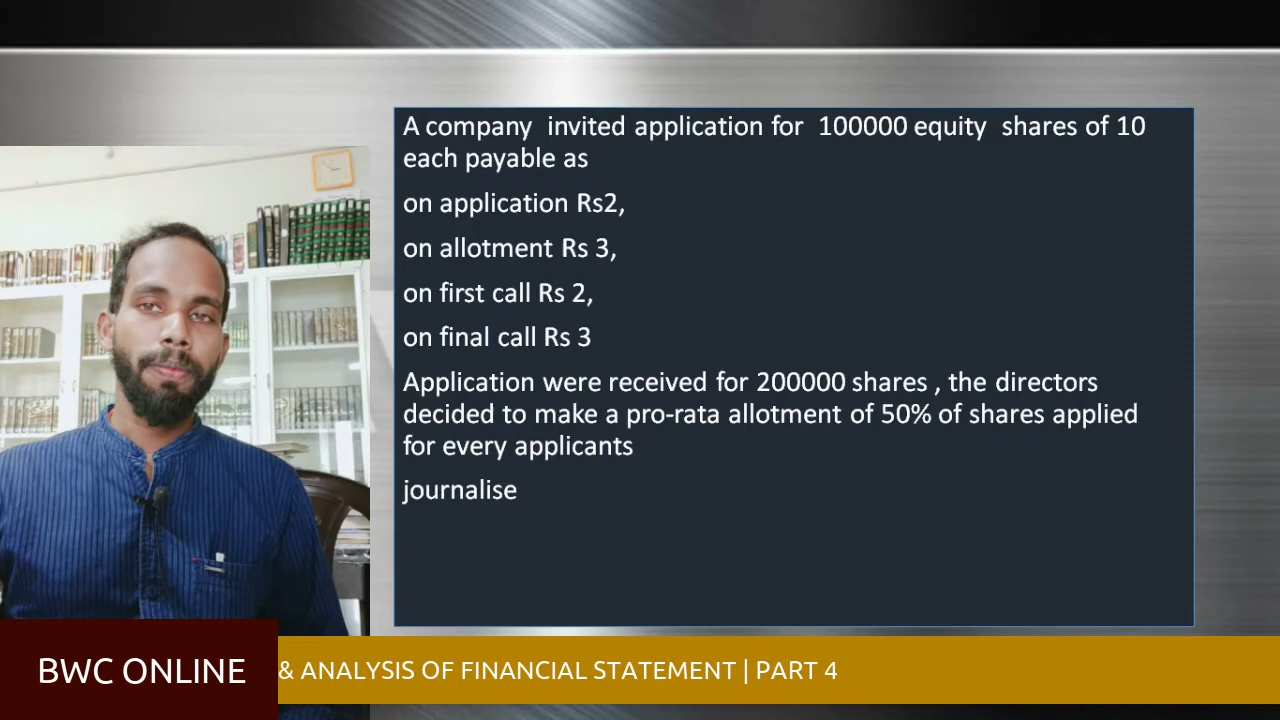 A company invited application for 100000 equity shares of 10
each payable as
on application Rs2,
on allotment Rs 3,
on first call Rs 2,
on final call Rs 3
Application were received for 200000 shares , the directors
decided to make a pro-rata allotment of 50% of shares applied
for every applicants
journalise
BWC ONLINE
& ANALYSIS OF FINANCIAL STATEMENT | PART 4